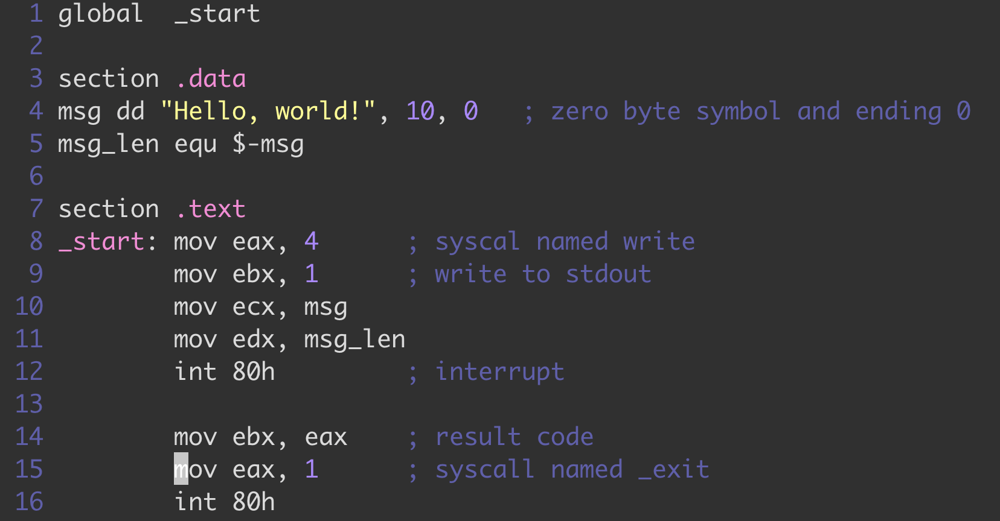 1 global  _start
2
3 section .data
4 msg dd "Hello, world!", 10, 0   ; zero byte symbol and ending 0
5 msg_len equ $-msg
6
7 section .text
8 _start: mov eax, 4      ; syscal named write
9         mov ebx, 1      ; write to stdout
10         mov ecx, msg
11         mov edx, msg_len
12         int 80h         ; interrupt
13
14         mov ebx, eax    ; result code
15         mov eax, 1      ; syscall named _exit
16         int 80h